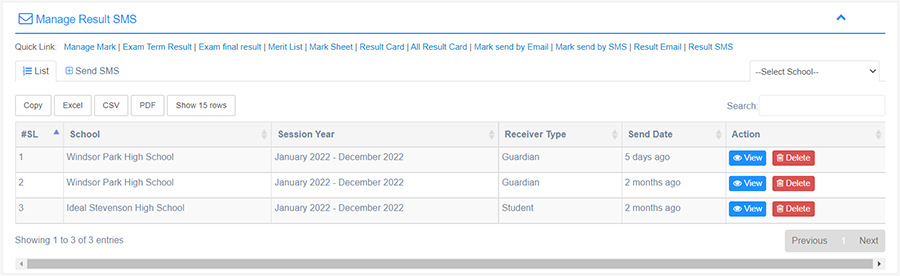 Manage Result SMS
Quick Link: Manage Mark | Exam Term Result | Exam final result | Merit List | Mark Sheet | Result Card | All Result Card | Mark send by Email | Mark send by SMS | Result Email | Result SMS
List Send SMS --Select School--
Copy Excel CSV PDF Show 15 rows Search:
#SL School Session Year Receiver Type Send Date Action
1 Windsor Park High School January 2022 - December 2022 Guardian 5 days ago View Delete
2 Windsor Park High School January 2022 - December 2022 Guardian 2 months ago View Delete
3 Ideal Stevenson High School January 2022 - December 2022 Student 2 months ago View Delete
Showing 1 to 3 of 3 entries Previous 1 Next